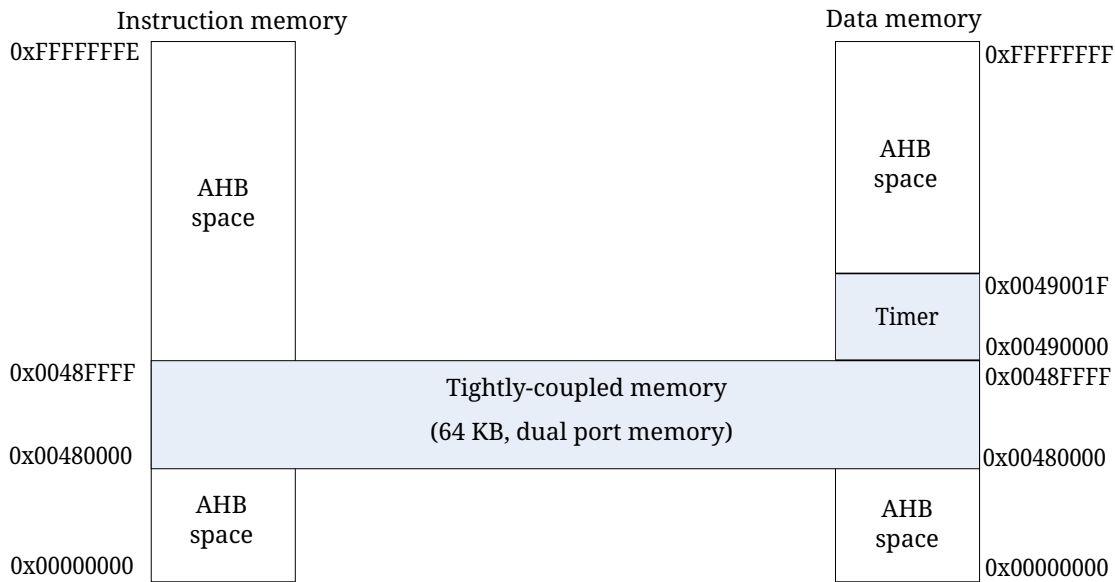 Instruction memory
Data memory
0xFFFFFFFE
0xFFFFFFFF
AHB
space
AHB
space
0x0049001F
Timer
0x00490000
0x0048FFFF
0x0048FFFF
Tightly-coupled memory
(64 KB, dual port memory)
0x00480000
0x00480000
AHB
space
AHB
space
0x00000000
0x00000000